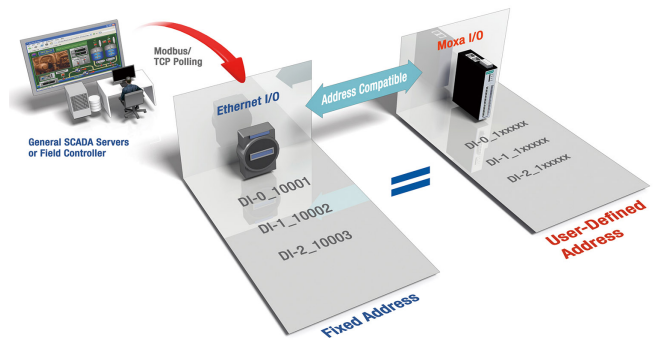 Modbus/
TCP Polling
General SCADA Servers
or Field Controller
Ethernet I/O
Address Compatible
Moxa I/O
DI-0_10001
DI-1_10002
DI-2_10003
Fixed Address
=
DI-0_1xxxxx
DI-1_1xxxxx
DI-2_1xxxxx
User-Defined
Address